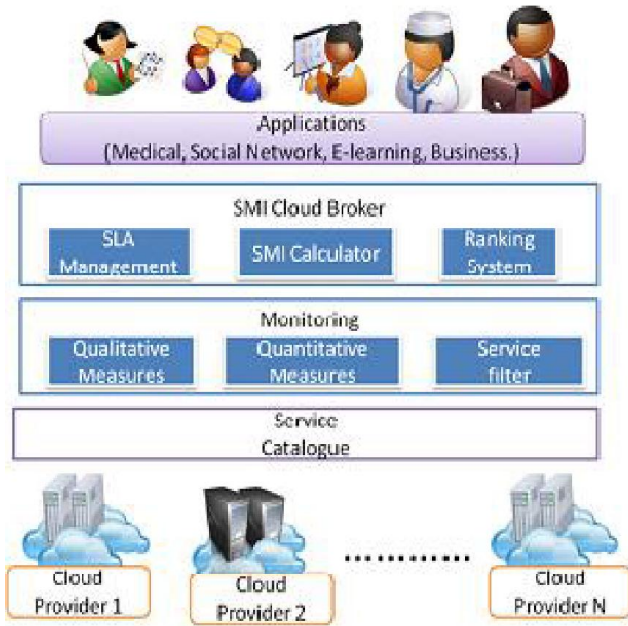 Applications
(Medical, Social Network, E-learning, Business.)
SMI Cloud Broker
SLA
Management
SMI Calculator
Ranking
System
Monitoring
Qualitative
Measures
Quantitative
Measures
Service
filter
Service
Catalogue
Cloud
Provider 1
Cloud
Provider 2
Cloud
Provider N